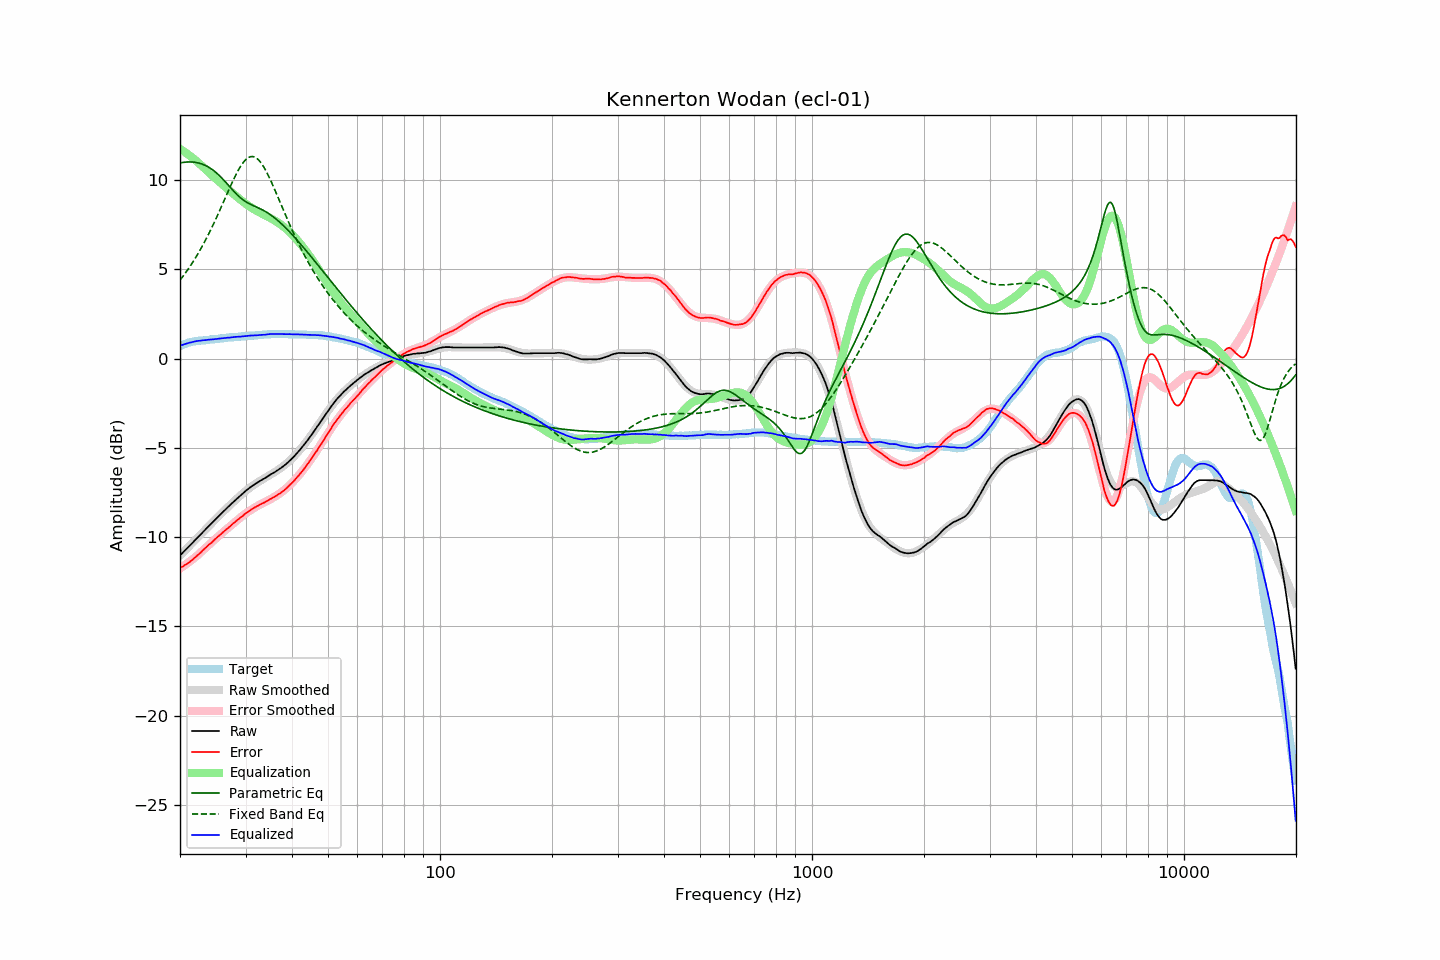 Kennerton Wodan (ecl-01)
Amplitude (dBr)
10
5
0
−5
−10
−15
−20
−25
Target
Raw Smoothed
Error Smoothed
Raw
Error
Equalization
Parametric Eq
Fixed Band Eq
Equalized
100
1000
10000
Frequency (Hz)